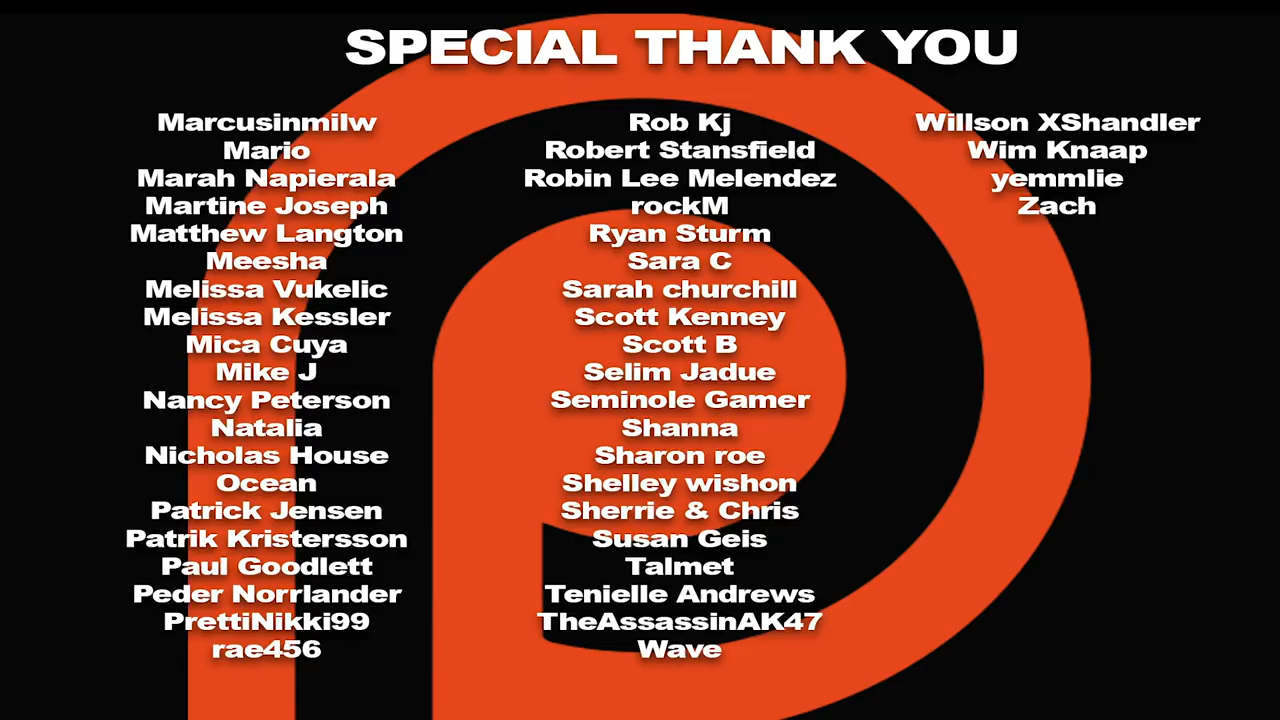 SPECIAL THANK YOU
Marcusinmilw
Mario
Marah Napierala
Martine Joseph
Matthew Langton
Meesha
Melissa Vukelic
Melissa Kessler
Mica Cuya
Mike J
Nancy Peterson
Natalia
Nicholas House
Ocean
Patrick Jensen
Patrik Kristersson
Paul Goodlett
Peder Norrlander
PrettiNikki99
rae456
Rob Kj
Robert Stansfield
Robin Lee Melendez
rockM
Ryan Sturm
Sara C
Sarah churchill
Scott Kenney
Scott B
Selim Jadue
Seminole Gamer
Shanna
Sharon roe
Shelley wishon
Sherrie & Chris
Susan Geis
Talmet
Tenielle Andrews
TheAssassinAK47
Wave
Willson XShandler
Wim Knaap
yemmlie
Zach